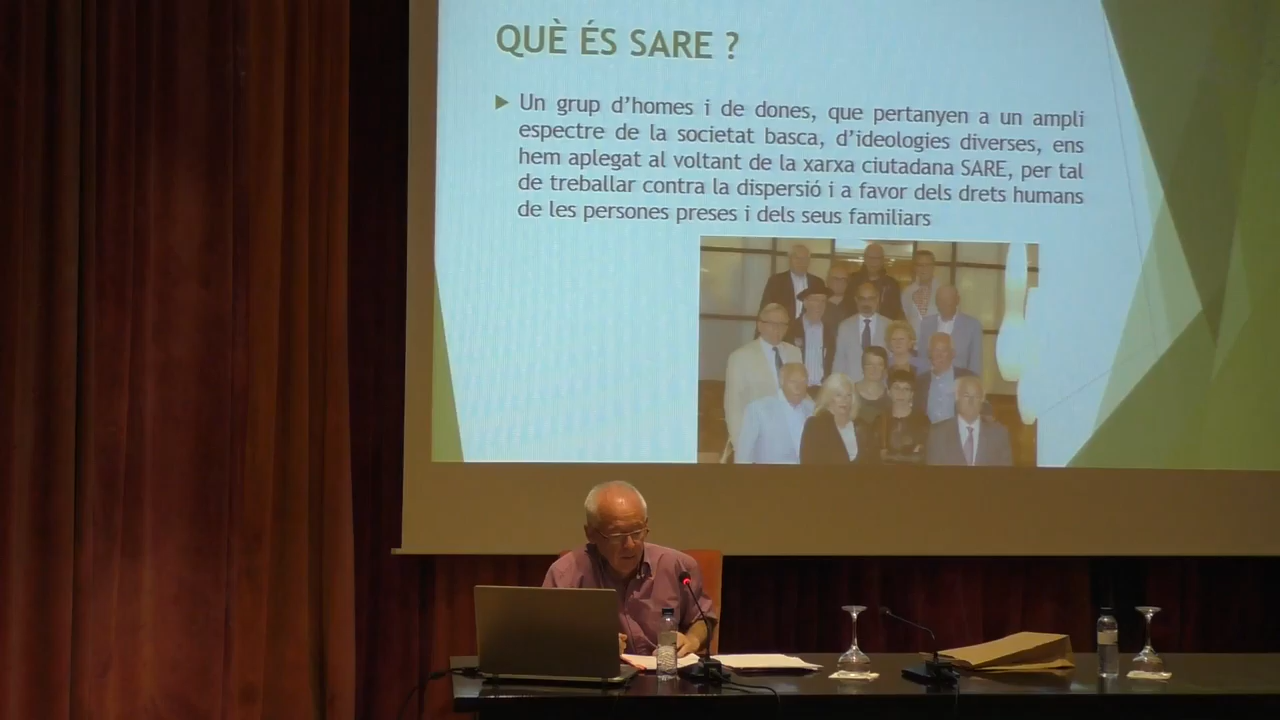 QUÈ ÉS SARE ?
Un grup d'homes i de dones, que pertanyen a un ampli
espectre de la societat basca, d'ideologies diverses, ens
hem aplegat al voltant de la xarxa ciutadana SARE, per tal
de treballar contra la dispersió i a favor dels drets humans
de les persones preses i dels seus familiars